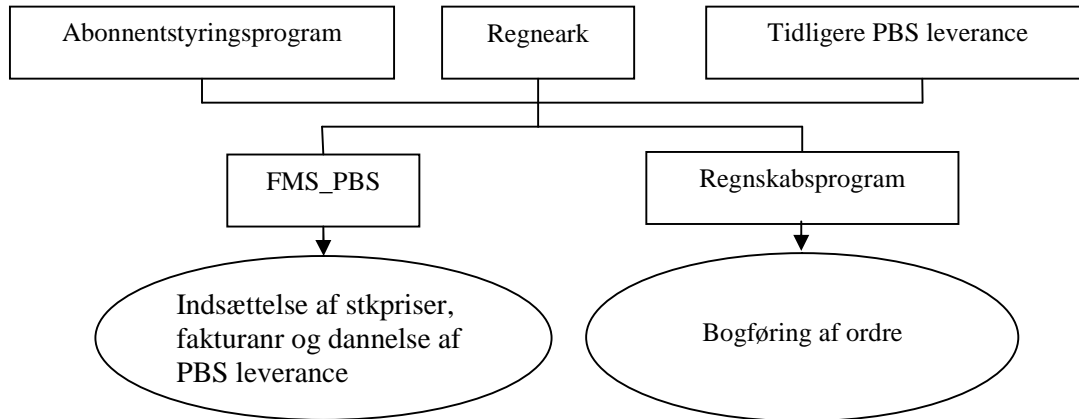 Abonnentstyringsprogram
Regneark
Tidligere PBS leverance
FMS_PBS
Regnskabsprogram
Indsættelse af stkpriser,
fakturanr og dannelse af
PBS leverance
Bogføring af ordre